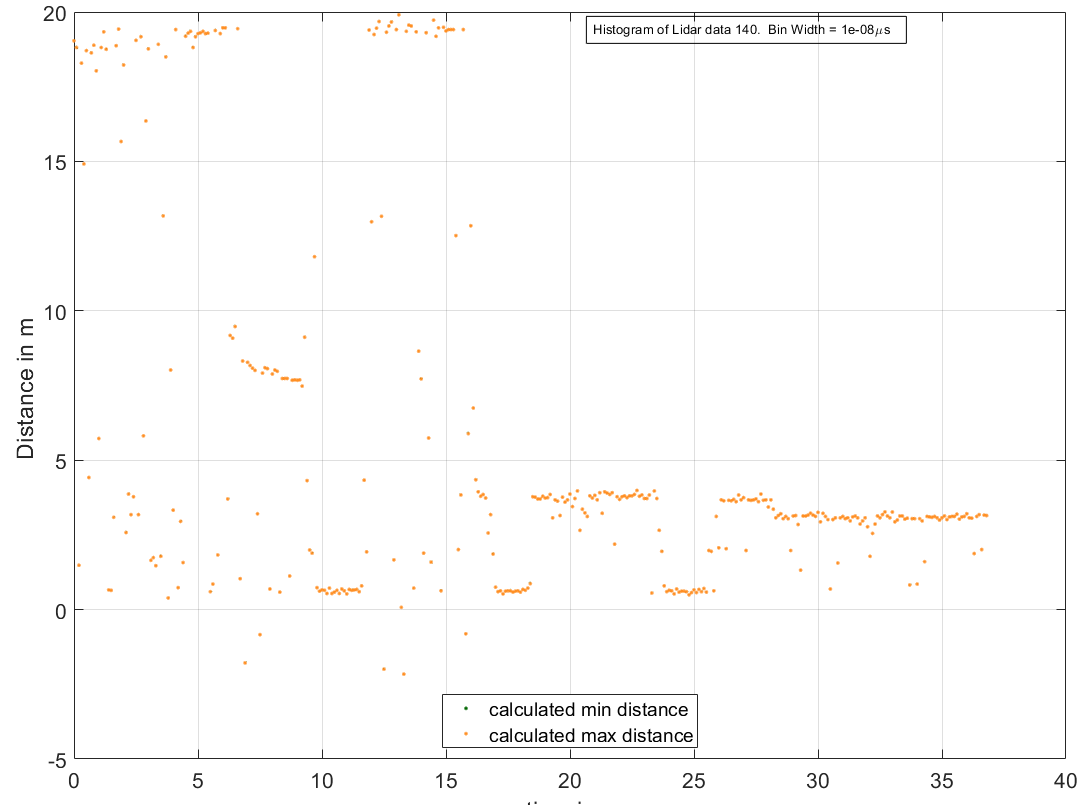 Histogram of Lidar data 140.  Bin Width = 1e-08μs
20
15
10
5
0
-5
Distance in m
calculated min distance
calculated max distance
0 5 10 15 20 25 30 35 40